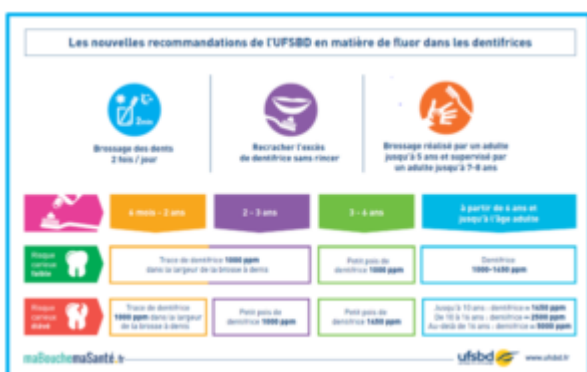 Les nouvelles recommandations de l'UFSBD en matière de fluor dans les dentifrices
2min
Brossage des dents
2 fois / jour
Recracher l'excès
de dentifrice sans rincer
Brossage réalisé par un adulte
jusqu'à 5 ans et supervisé par
un adulte jusqu'à 7-8 ans
6 mois - 2 ans
2 - 3 ans
3 - 6 ans
à partir de 6 ans et
jusqu'à l'âge adulte
Risque
carieux
faible
Trace de dentifrice 1000 ppm
dans la largeur de la brosse à dents
Petit pois de
dentifrice 1000 ppm
Dentifrice
1000-1450 ppm
Risque
carieux
élevé
Trace de dentifrice
1000 ppm dans la largeur
de la brosse à dents
Petit pois de
dentifrice 1000 ppm
Petit pois de
dentifrice 1450 ppm
Jusqu'à 10 ans : dentifrice = 1450 ppm
De 10 à 16 ans : dentifrice = 2500 ppm
Au-delà de 16 ans : dentifrice = 5000 ppm
maBouchemaSanté.fr
ufsbd
www.ufsbd.fr